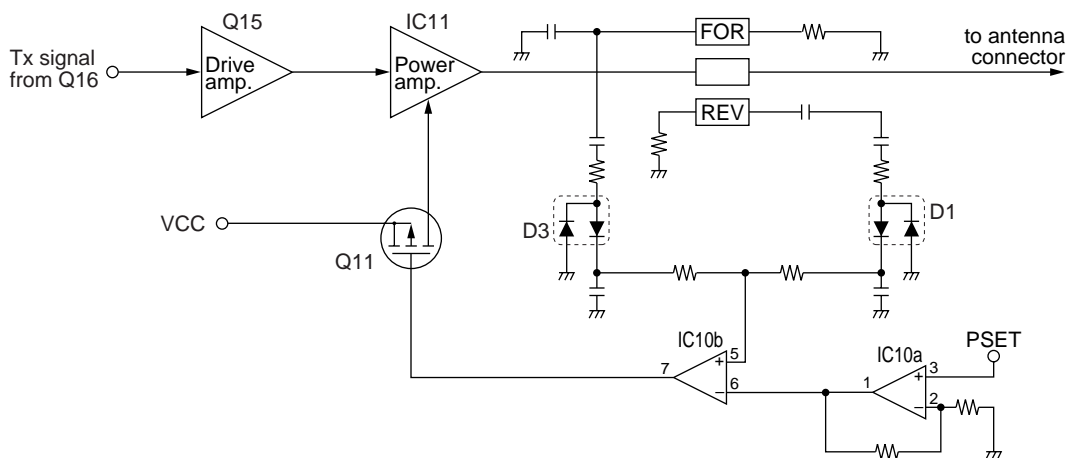 Q15
IC11
Tx signal
from Q16
Drive
amp.
Power
amp.
FOR
to antenna
connector
REV
VCC
Q11
D3
D1
IC10b
7
+ 5
– 6
IC10a
1
+ 3
– 2
PSET